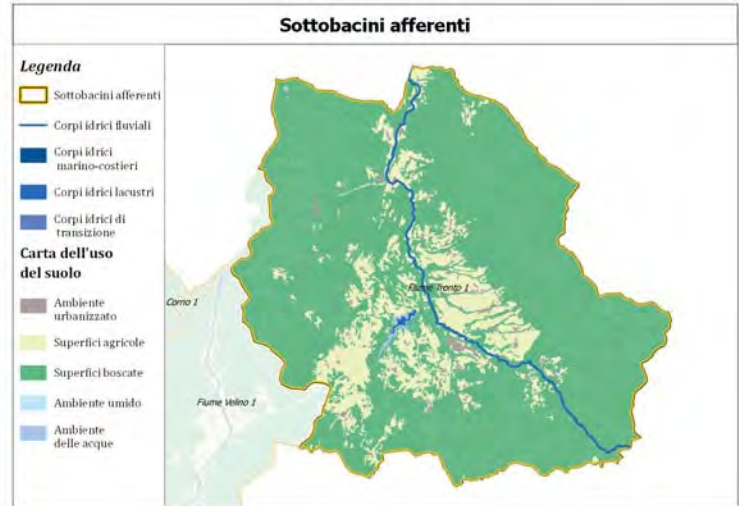 Sottobacini afferenti
Legenda
Sottobacini afferenti
Corpi idrici fluviali
Corpi idrici
marino-costieri
Corpi idrici lacustri
Corpi idrici di
transizione
Carta dell'uso
del suolo
Ambiente
urbanizzato
Superfici agricole
Superfici boscate
Ambiente umido
Ambiente
delle acque
Corno 1
Fiume Tronto 1
Fiume Velino 1